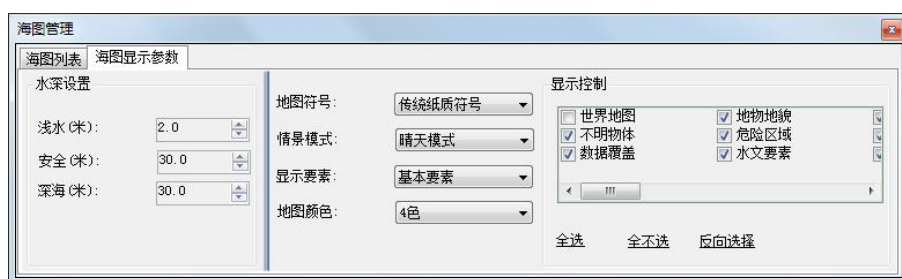 海图管理
海图列表 海图显示参数
水深设置
浅水(米): 2.0
安全(米): 30.0
深海(米): 30.0
地图符号: 传统纸质符号
情景模式: 晴天模式
显示要素: 基本要素
地图颜色: 4色
显示控制
世界地图 地物地貌
不明物体 危险区域
数据覆盖 水文要素
全选 全不选 反向选择